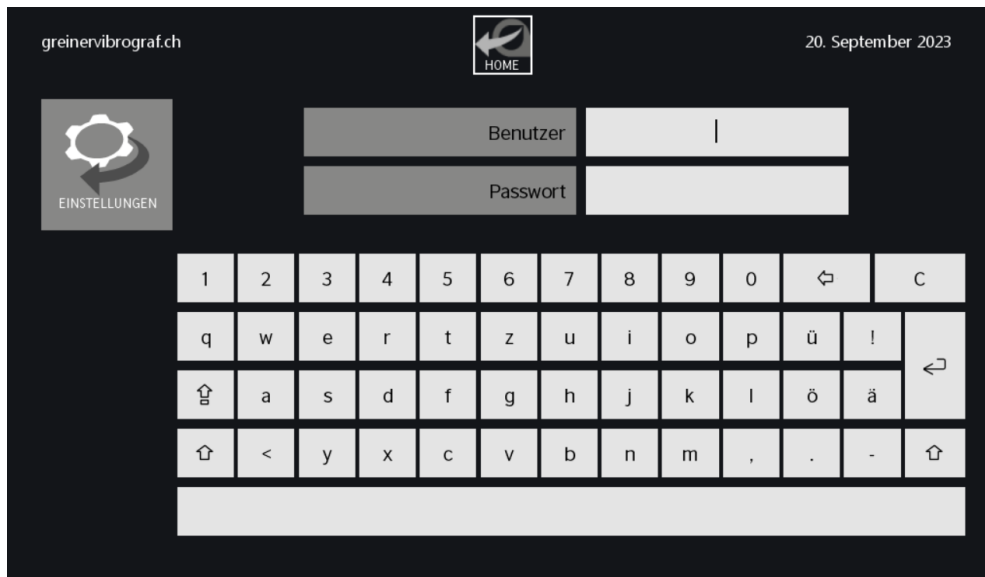 greinervibrograf.ch
HOME
20. September 2023
EINSTELLUNGEN
Benutzer
Passwort
1 2 3 4 5 6 7 8 9 0 C
q w e r t z u i o p ü !
a s d f g h j k l ö ä
< y x c v b n m , . -